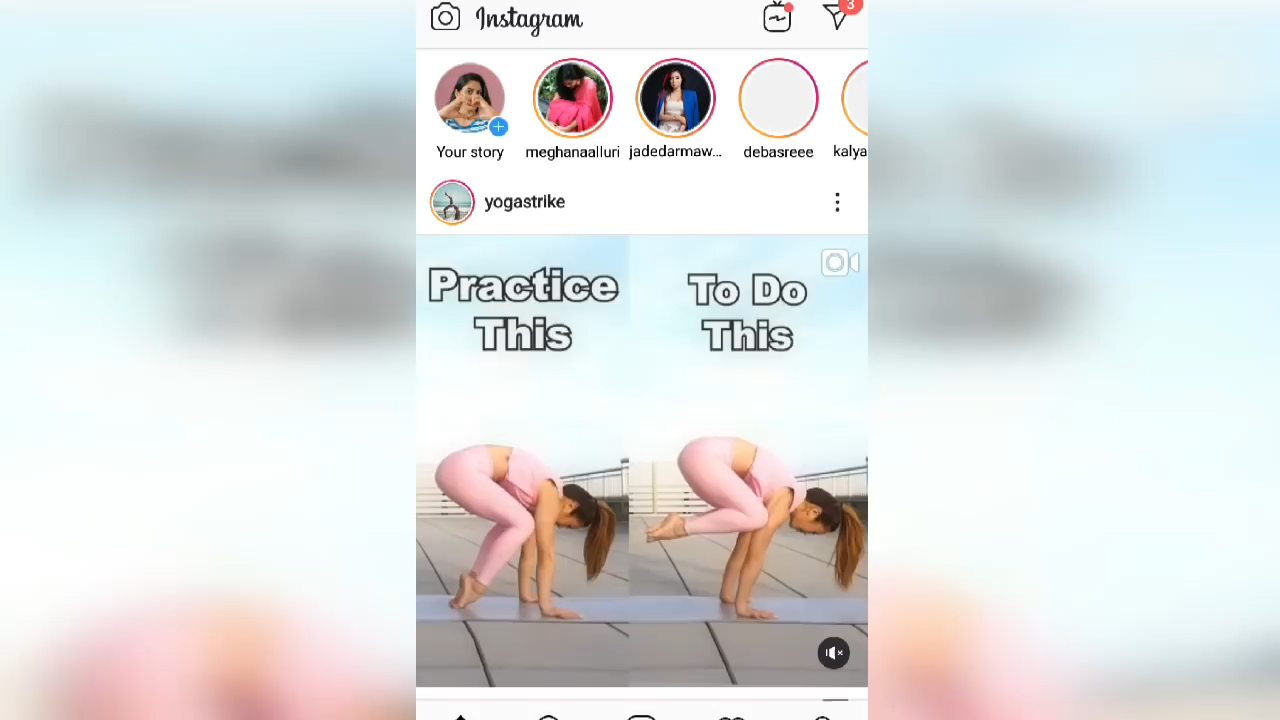 Instagram
3
Your story
meghanaalluri
jadedarmaw...
debasreee
kalya
yogastrike
Practice
This
To Do
This